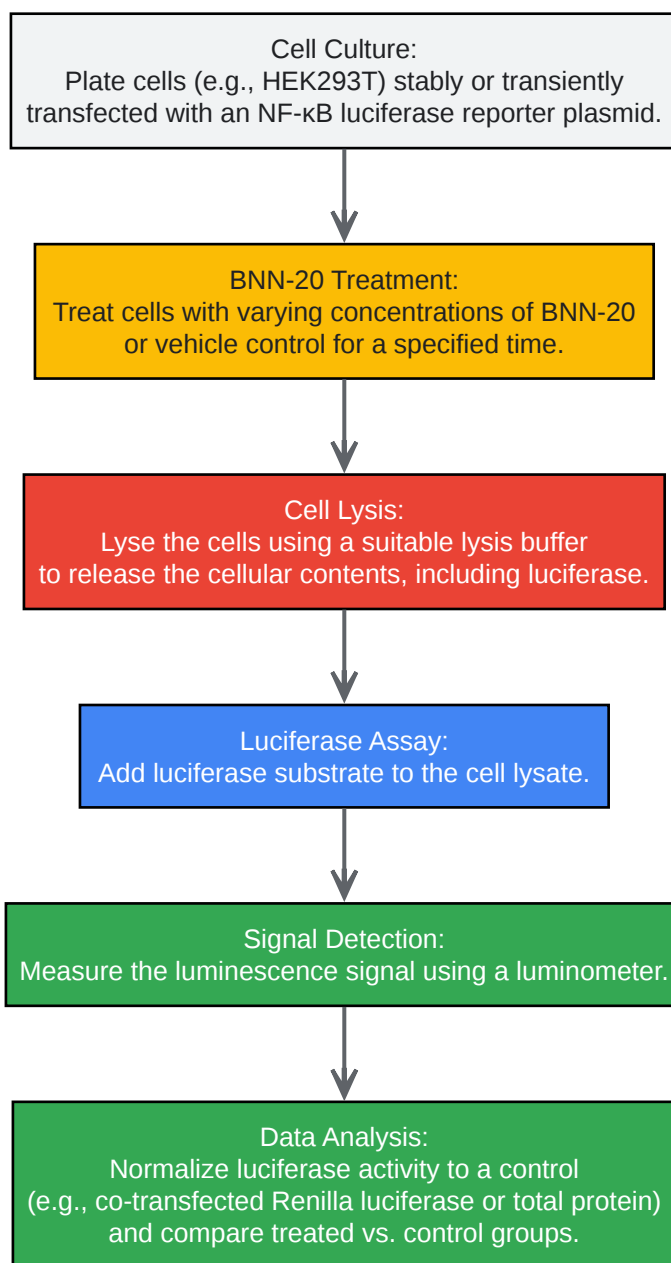 Cell Culture:
Plate cells (e.g., HEK293T) stably or transiently
transfected with an NF-κB luciferase reporter plasmid.
BNN-20 Treatment:
Treat cells with varying concentrations of BNN-20
or vehicle control for a specified time.
Cell Lysis:
Lyse the cells using a suitable lysis buffer
to release the cellular contents, including luciferase.
Luciferase Assay:
Add luciferase substrate to the cell lysate.
Signal Detection:
Measure the luminescence signal using a luminometer.
Data Analysis:
Normalize luciferase activity to a control
(e.g., co-transfected Renilla luciferase or total protein)
and compare treated vs. control groups.